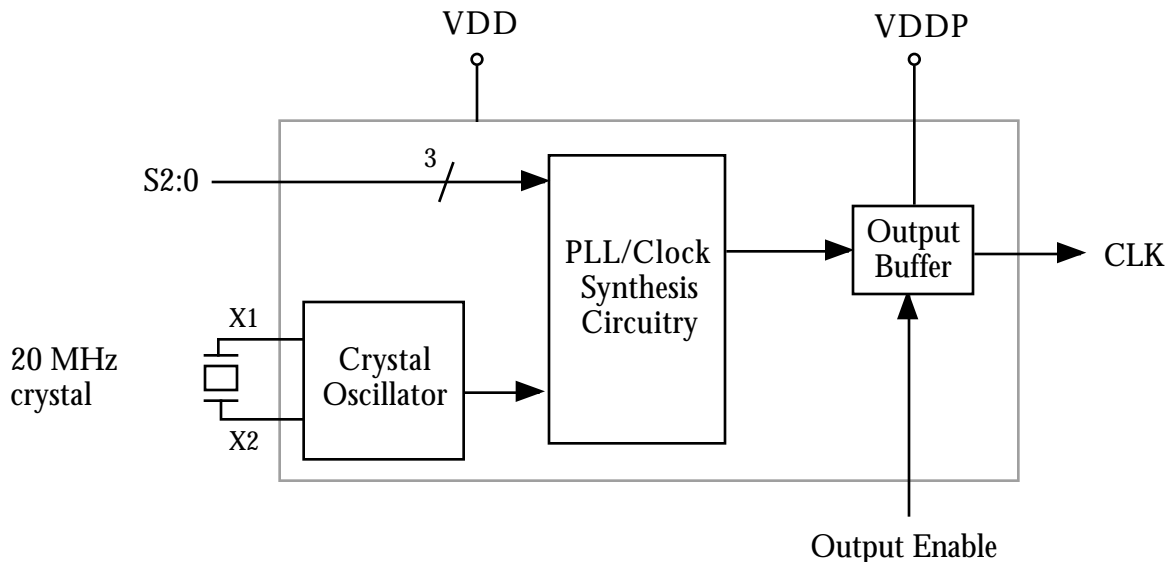 VDD
VDDP
3
S2:0
PLL/Clock
Synthesis
Circuitry
Output
Buffer
CLK
X1
20 MHz
crystal
Crystal
Oscillator
X2
Output Enable